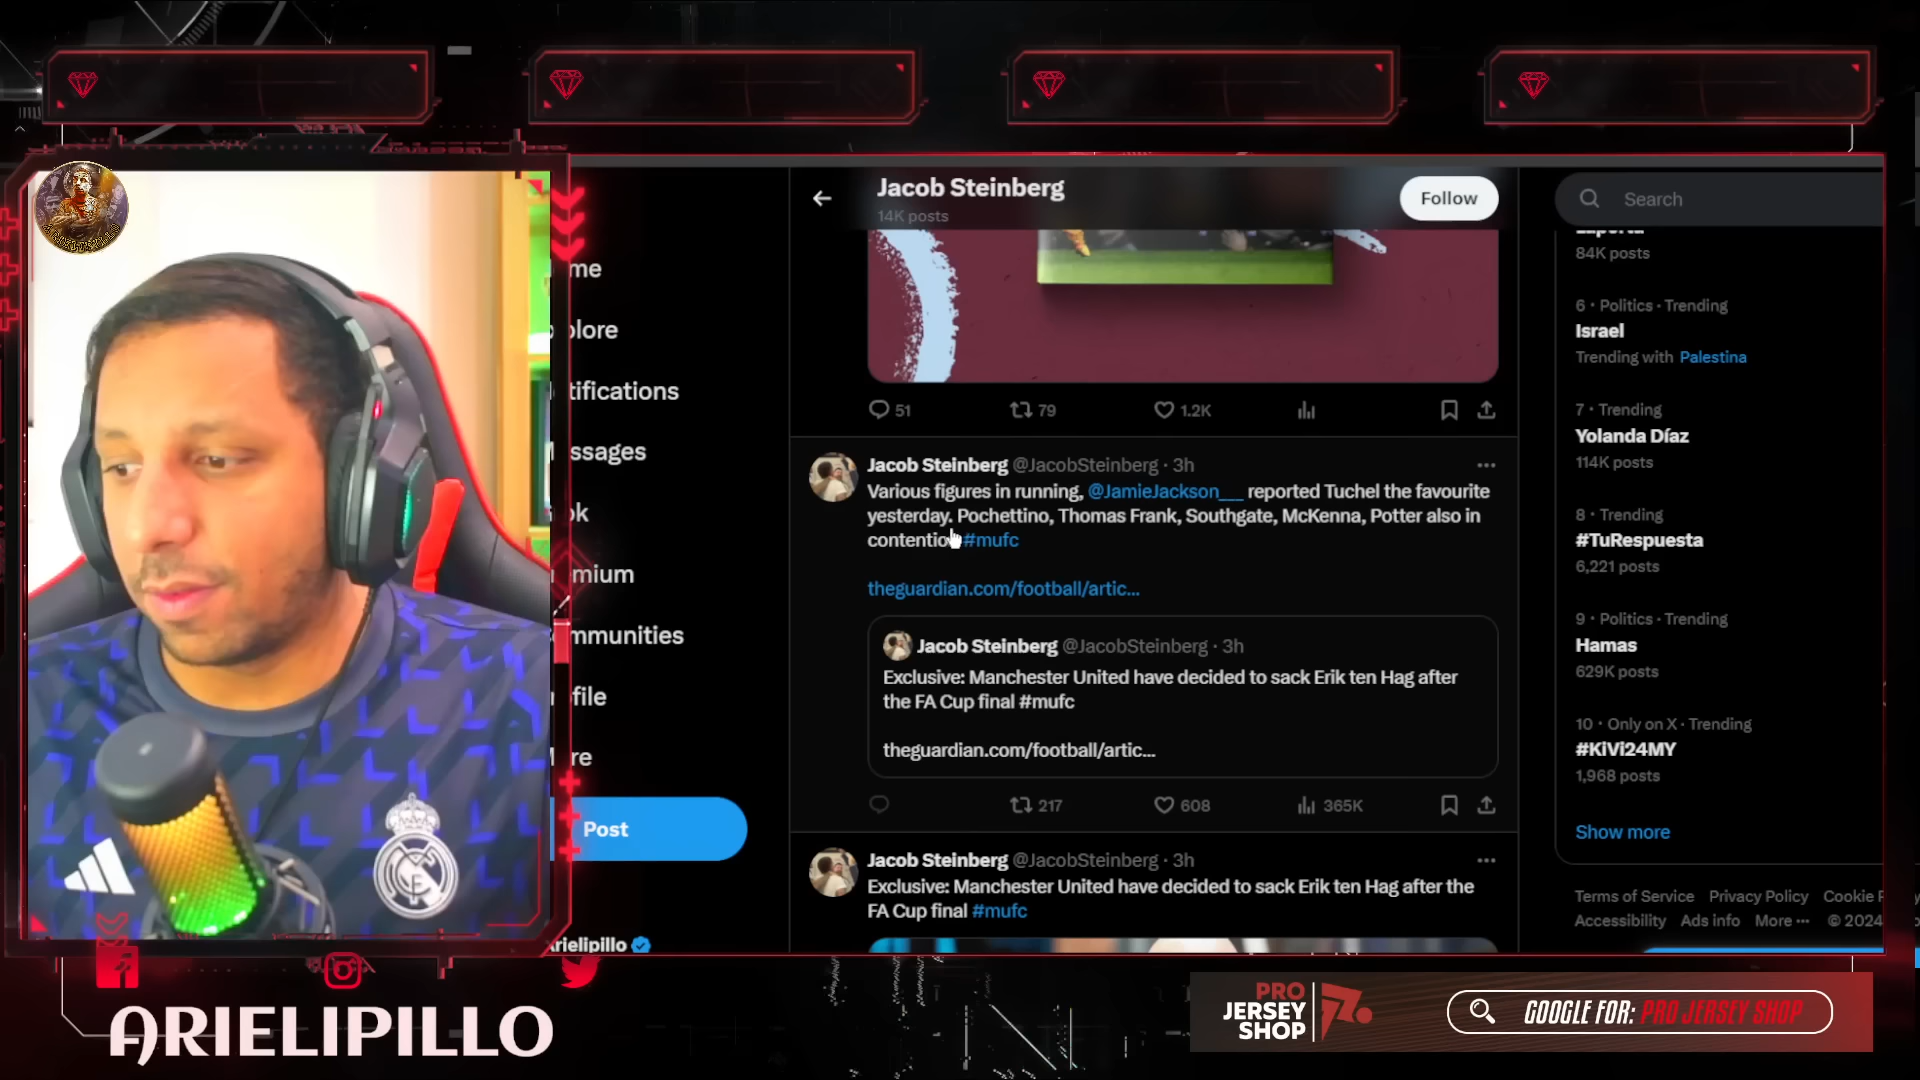 Jacob Steinberg
14K posts
Follow
Search
84K posts
me
plore
tifications
ssages
ok
mium
mmunities
file
re
Post
Arielipillo
51
79
1.2K
Jacob Steinberg @JacobSteinberg · 3h
Various figures in running, @JamieJackson___ reported Tuchel the favourite
yesterday. Pochettino, Thomas Frank, Southgate, McKenna, Potter also in
contention #mufc
theguardian.com/football/artic...
Jacob Steinberg @JacobSteinberg · 3h
Exclusive: Manchester United have decided to sack Erik ten Hag after
the FA Cup final #mufc
theguardian.com/football/artic...
217
608
365K
Jacob Steinberg @JacobSteinberg · 3h
Exclusive: Manchester United have decided to sack Erik ten Hag after the
FA Cup final #mufc
6 · Politics · Trending
Israel
Trending with Palestina
7 · Trending
Yolanda Díaz
114K posts
8 · Trending
#TuRespuesta
6,221 posts
9 · Politics · Trending
Hamas
629K posts
10 · Only on X · Trending
#KiVi24MY
1,968 posts
Show more
Terms of Service Privacy Policy Cookie P
Accessibility Ads info More ··· © 2024
ARIELIPILLO
PRO
JERSEY
SHOP
GOOGLE FOR: PRO JERSEY SHOP